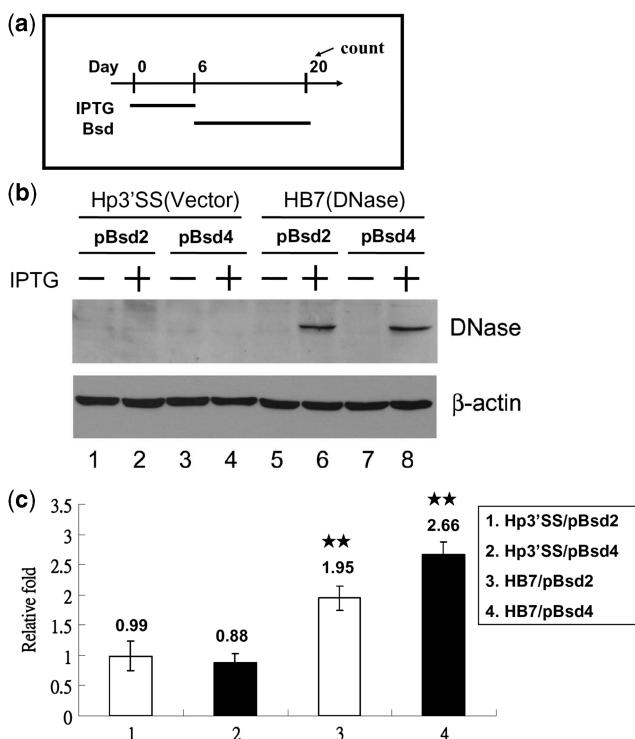 (a)
count
Day 0 6 20
IPTG
Bsd
(b)
Hp3'SS(Vector) HB7(DNase)
pBsd2 pBsd4 pBsd2 pBsd4
IPTG − + − + − + − +
DNase
β-actin
1 2 3 4 5 6 7 8
(c)
Relative fold
3.5
3
2.5
2
1.5
1
0.5
0
0.99
0.88
★★
1.95
★★
2.66
1 2 3 4
1. Hp3'SS/pBsd2
2. Hp3'SS/pBsd4
3. HB7/pBsd2
4. HB7/pBsd4